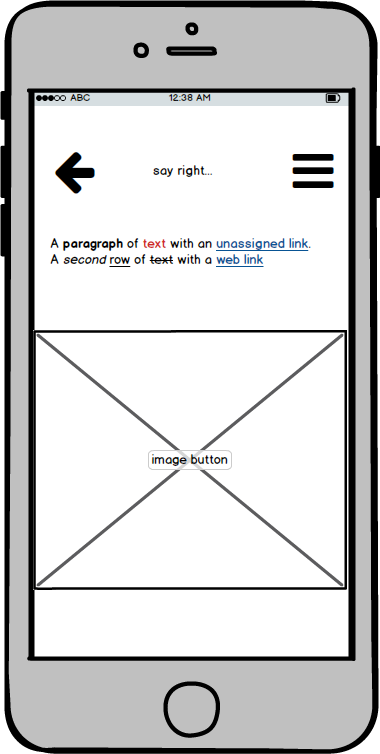 ABC 12:38 AM
say right...
A paragraph of text with an unassigned link.
A second row of text with a web link
image button